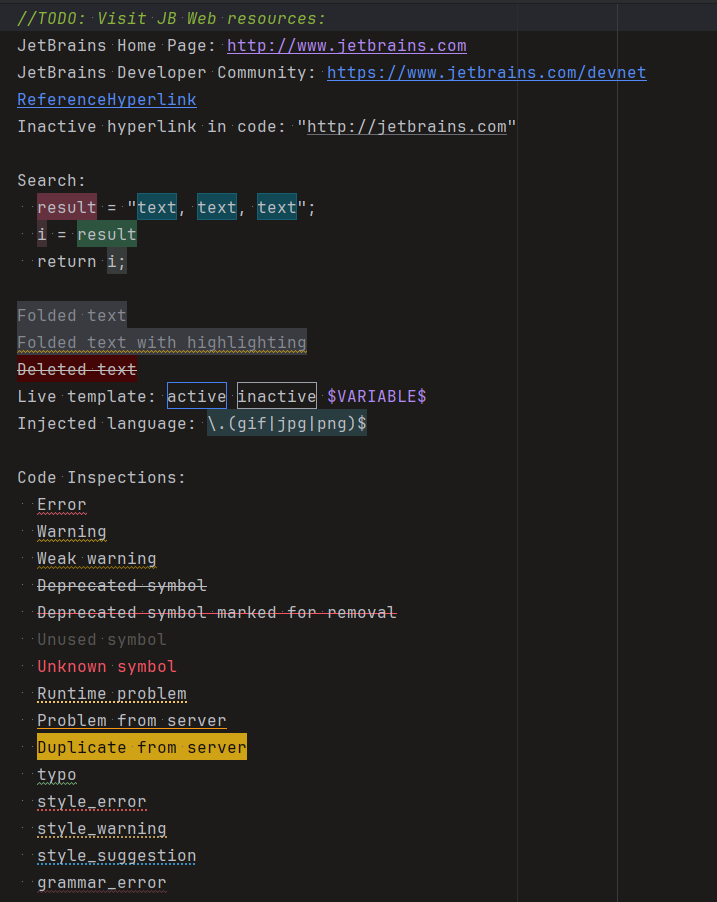 //TODO: Visit JB Web resources:
JetBrains Home Page: http://www.jetbrains.com
JetBrains Developer Community: https://www.jetbrains.com/devnet
ReferenceHyperlink
Inactive hyperlink in code: "http://jetbrains.com"
Search:
result = "text, text, text";
i = result
return i;
Folded text
Folded text with highlighting
Deleted text
Live template: active inactive $VARIABLE$
Injected language: \.(gif|jpg|png)$
Code Inspections:
Error
Warning
Weak warning
Deprecated symbol
Deprecated symbol marked for removal
Unused symbol
Unknown symbol
Runtime problem
Problem from server
Duplicate from server
typo
style_error
style_warning
style_suggestion
grammar_error